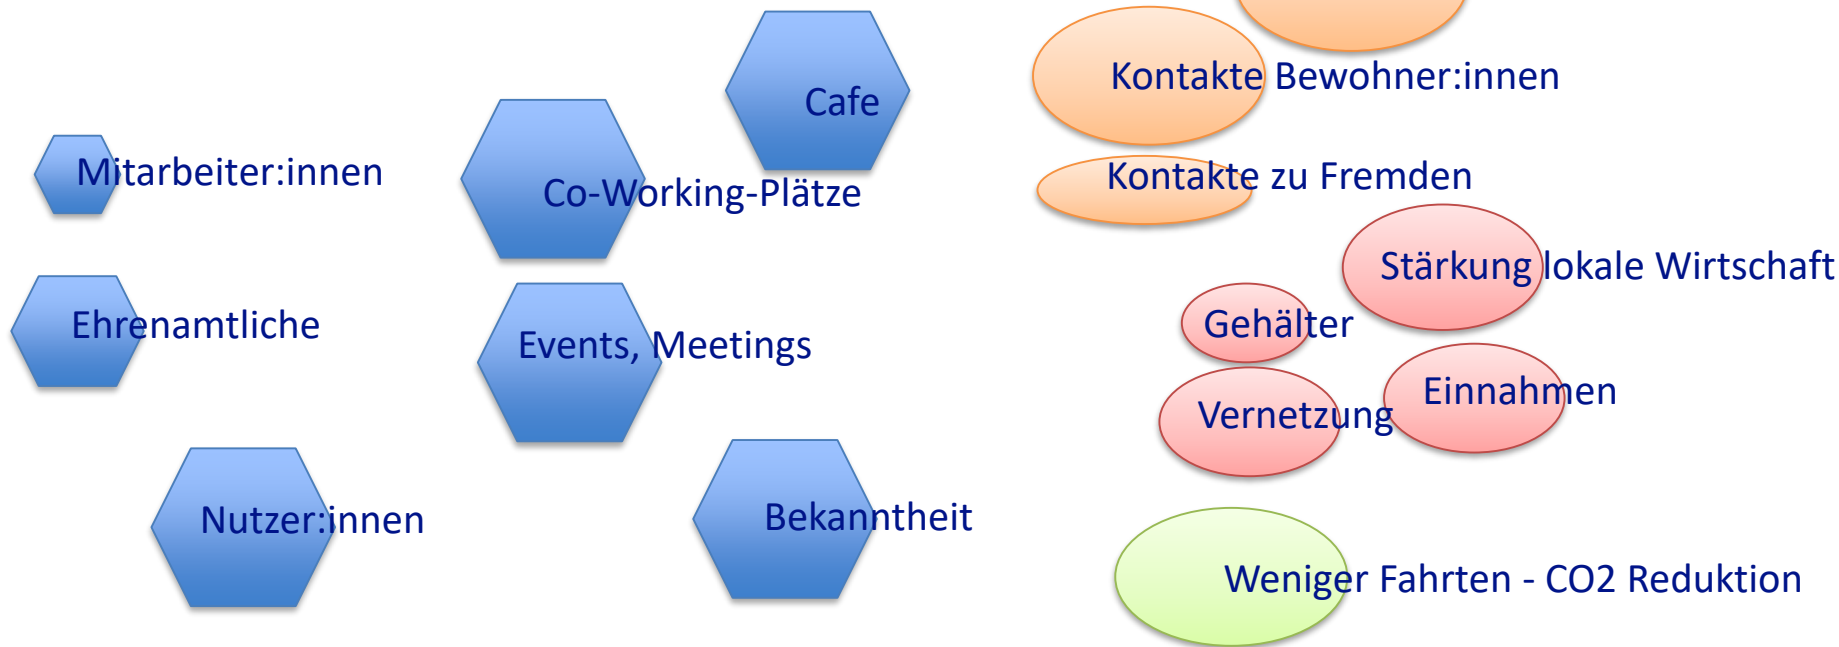 Cafe
Mitarbeiter:innen
Co-Working-Plätze
Ehrenamtliche
Events, Meetings
Nutzer:innen
Bekanntheit
Kontakte Bewohner:innen
Kontakte zu Fremden
Stärkung lokale Wirtschaft
Gehälter
Einnahmen
Vernetzung
Weniger Fahrten - CO2 Reduktion